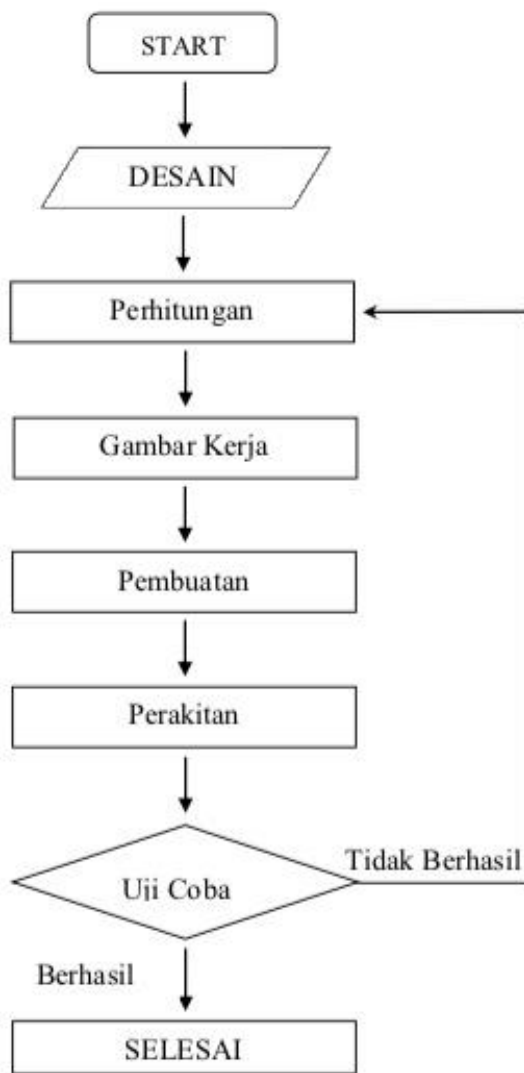 START
DESAIN
Perhitungan
Gambar Kerja
Pembuatan
Perakitan
Tidak Berhasil
Uji Coba
Berhasil
SELESAI